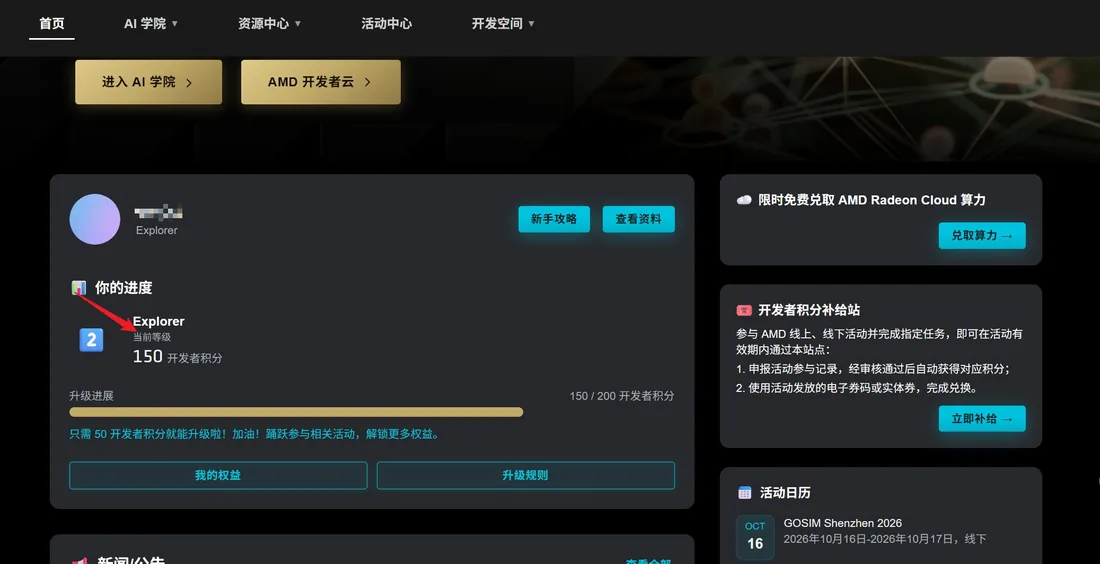 首页
AI 学院
资源中心
活动中心
开发空间
进入 AI 学院
AMD 开发者云
Explorer
新手攻略
查看资料
你的进度
2
Explorer
当前等级
150 开发者积分
升级进展
150 / 200 开发者积分
只需 50 开发者积分就能升级啦！加油！踊跃参与相关活动，解锁更多权益。
我的权益
升级规则
新闻/公告
查看全部
限时免费兑取 AMD Radeon Cloud 算力
兑取算力 →
开发者积分补给站
参与 AMD 线上、线下活动并完成指定任务，即可在活动有
效期内通过本站点：
1. 申报活动参与记录，经审核通过后自动获得对应积分；
2. 使用活动发放的电子券码或实体券，完成兑换。
立即补给 →
活动日历
OCT
16
GOSIM Shenzhen 2026
2026年10月16日-2026年10月17日，线下